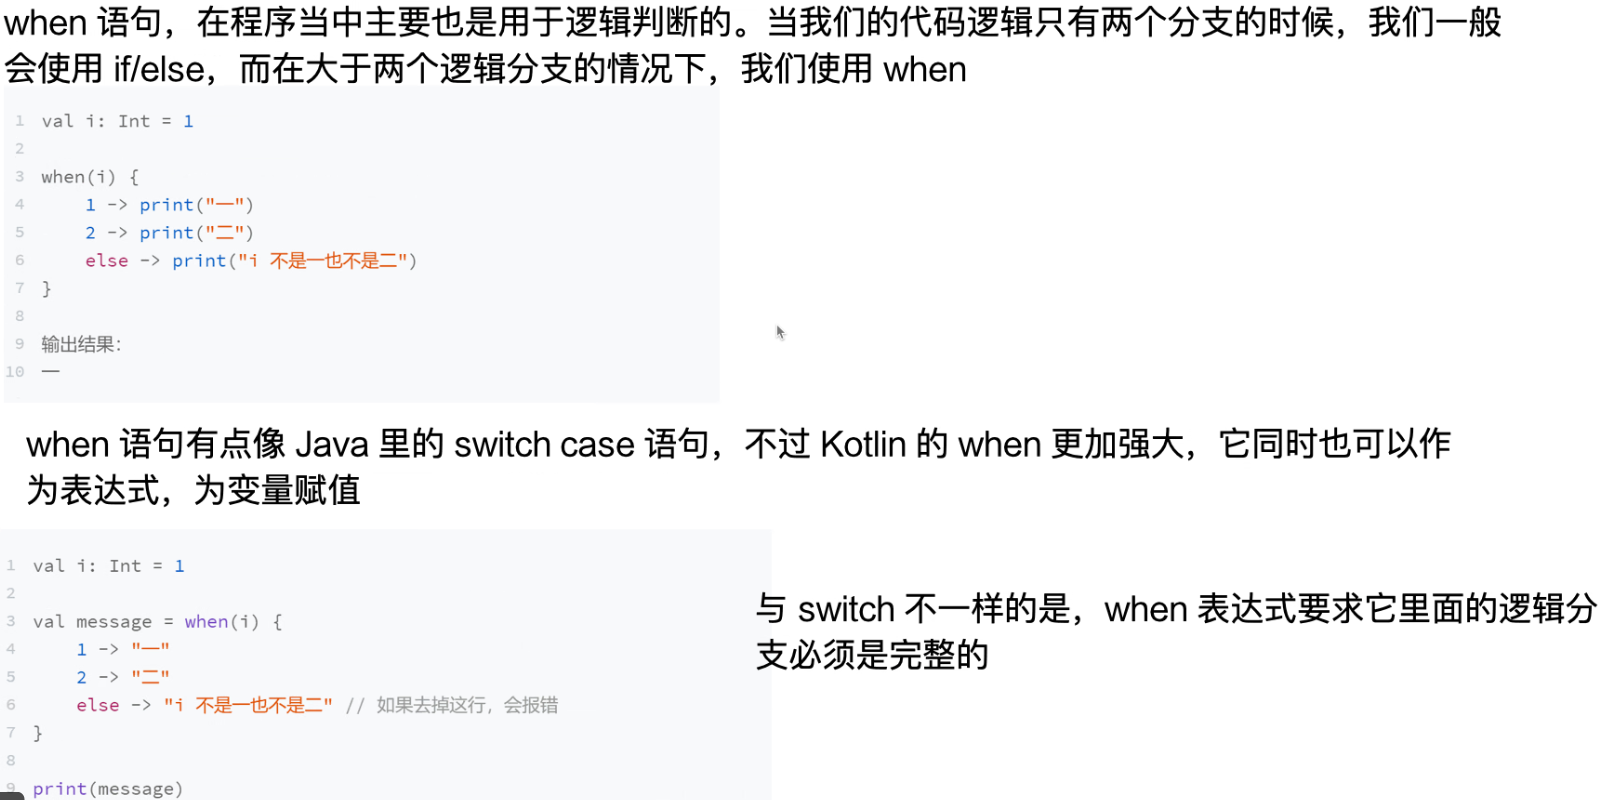 when 语句，在程序当中主要也是用于逻辑判断的。当我们的代码逻辑只有两个分支的时候，我们一般
会使用 if/else，而在大于两个逻辑分支的情况下，我们使用 when
1 val i: Int = 1
2
3 when(i) {
4     1 -> print("一")
5     2 -> print("二")
6     else -> print("i 不是一也不是二")
7 }
8
9 输出结果：
10 一
when 语句有点像 Java 里的 switch case 语句，不过 Kotlin 的 when 更加强大，它同时也可以作
为表达式，为变量赋值
1 val i: Int = 1
2
3 val message = when(i) {
4     1 -> "一"
5     2 -> "二"
6     else -> "i 不是一也不是二" // 如果去掉这行，会报错
7 }
8
9 print(message)
与 switch 不一样的是，when 表达式要求它里面的逻辑分
支必须是完整的